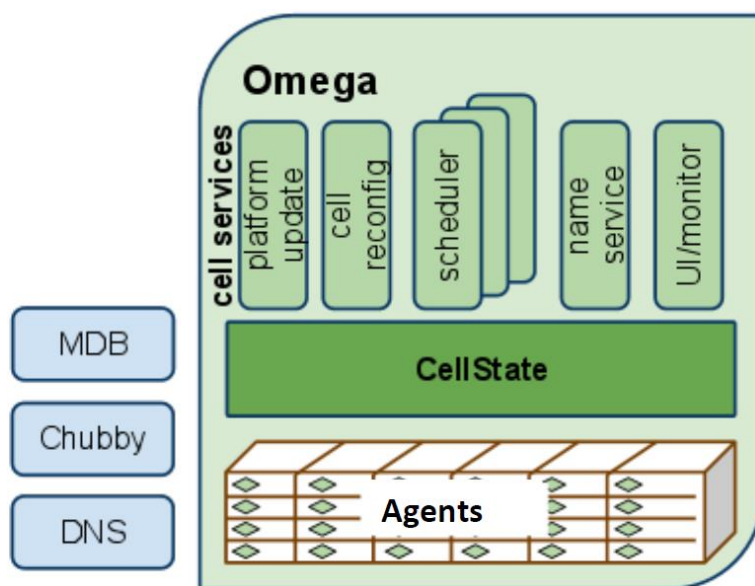 Omega
cell services
platform
update
cell
reconfig
scheduler
name
service
UI/monitor
MDB
CellState
Chubby
Agents
DNS